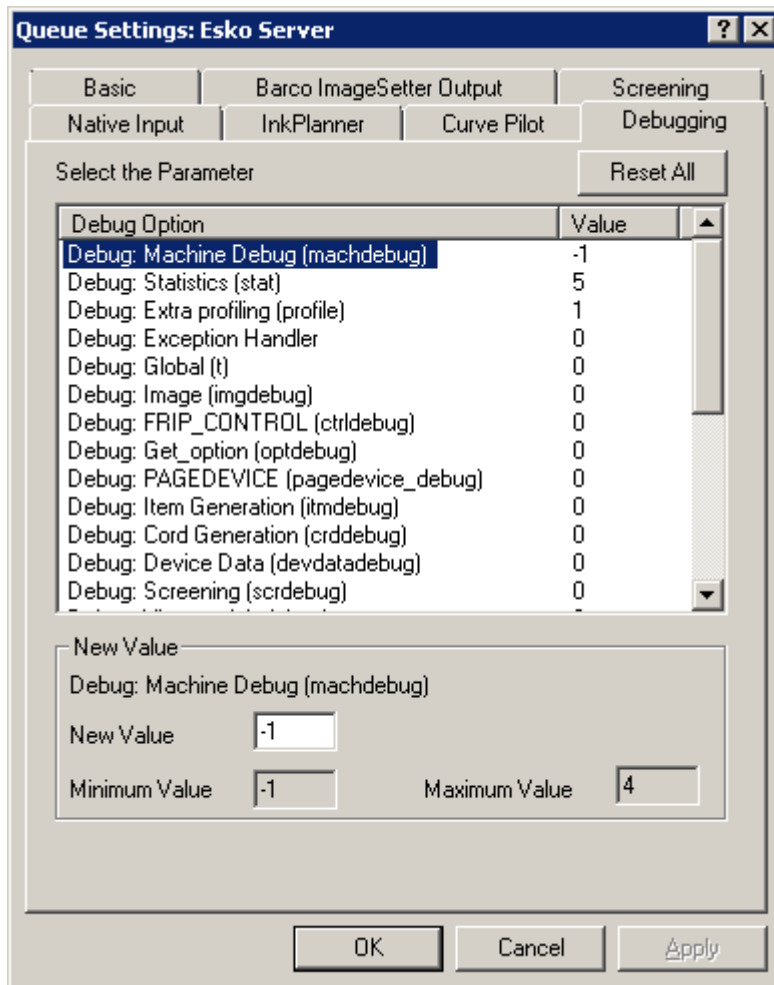 Queue Settings: Esko Server
Basic Barco ImageSetter Output Screening
Native Input InkPlanner Curve Pilot Debugging
Select the Parameter Reset All
Debug Option Value
Debug: Machine Debug (machdebug) -1
Debug: Statistics (stat) 5
Debug: Extra profiling (profile) 1
Debug: Exception Handler 0
Debug: Global (t) 0
Debug: Image (imgdebug) 0
Debug: FRIP_CONTROL (ctrldebug) 0
Debug: Get_option (optdebug) 0
Debug: PAGEDEVICE (pagedevice_debug) 0
Debug: Item Generation (itmdebug) 0
Debug: Cord Generation (crddebug) 0
Debug: Device Data (devdatadebug) 0
Debug: Screening (scrdebug) 0
New Value
Debug: Machine Debug (machdebug)
New Value -1
Minimum Value -1 Maximum Value 4
OK Cancel Apply